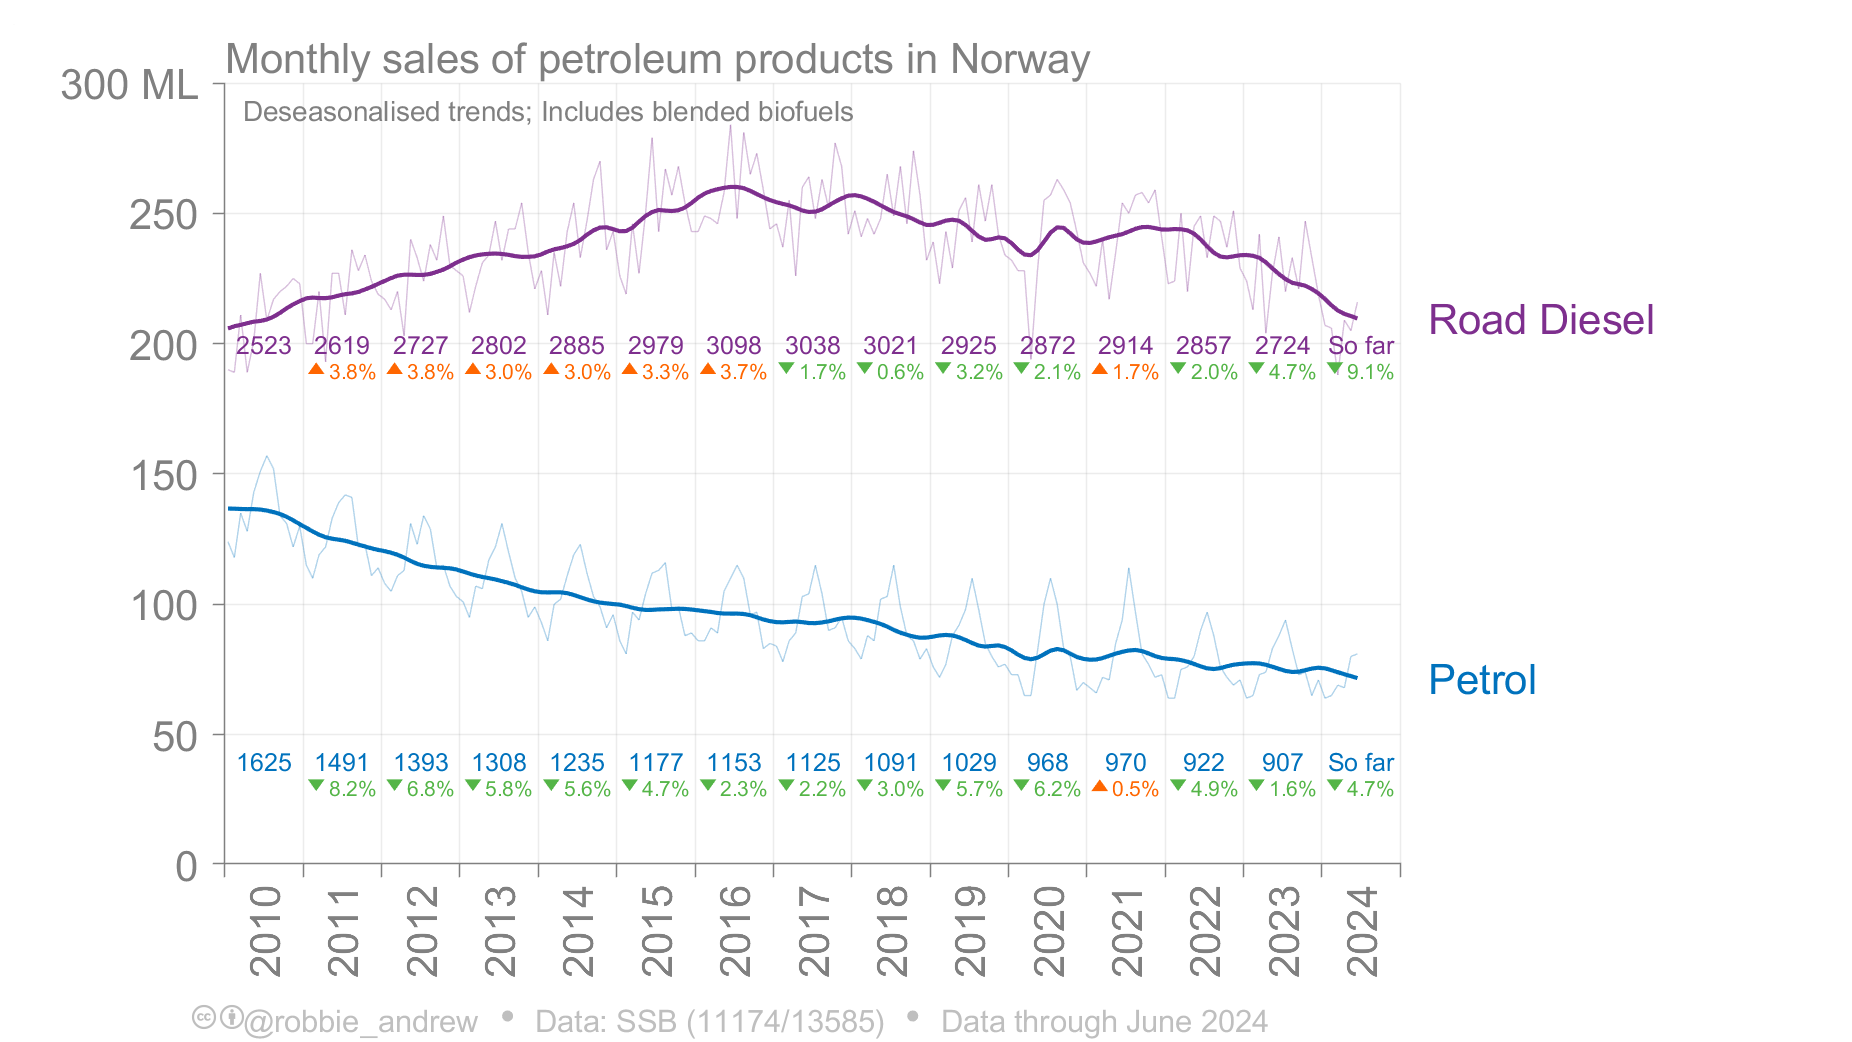 Monthly sales of petroleum products in Norway
300 ML
Deseasonalised trends; Includes blended biofuels
250
Road Diesel
200
2523 2619 2727 2802 2885 2979 3098 3038 3021 2925 2872 2914 2857 2724 So far
3.8% 3.8% 3.0% 3.0% 3.3% 3.7% 1.7% 0.6% 3.2% 2.1% 1.7% 2.0% 4.7% 9.1%
150
100
Petrol
50
1625 1491 1393 1308 1235 1177 1153 1125 1091 1029 968 970 922 907 So far
8.2% 6.8% 5.8% 5.6% 4.7% 2.3% 2.2% 3.0% 5.7% 6.2% 0.5% 4.9% 1.6% 4.7%
0
2010 2011 2012 2013 2014 2015 2016 2017 2018 2019 2020 2021 2022 2023 2024
cc @robbie_andrew • Data: SSB (11174/13585) • Data through June 2024